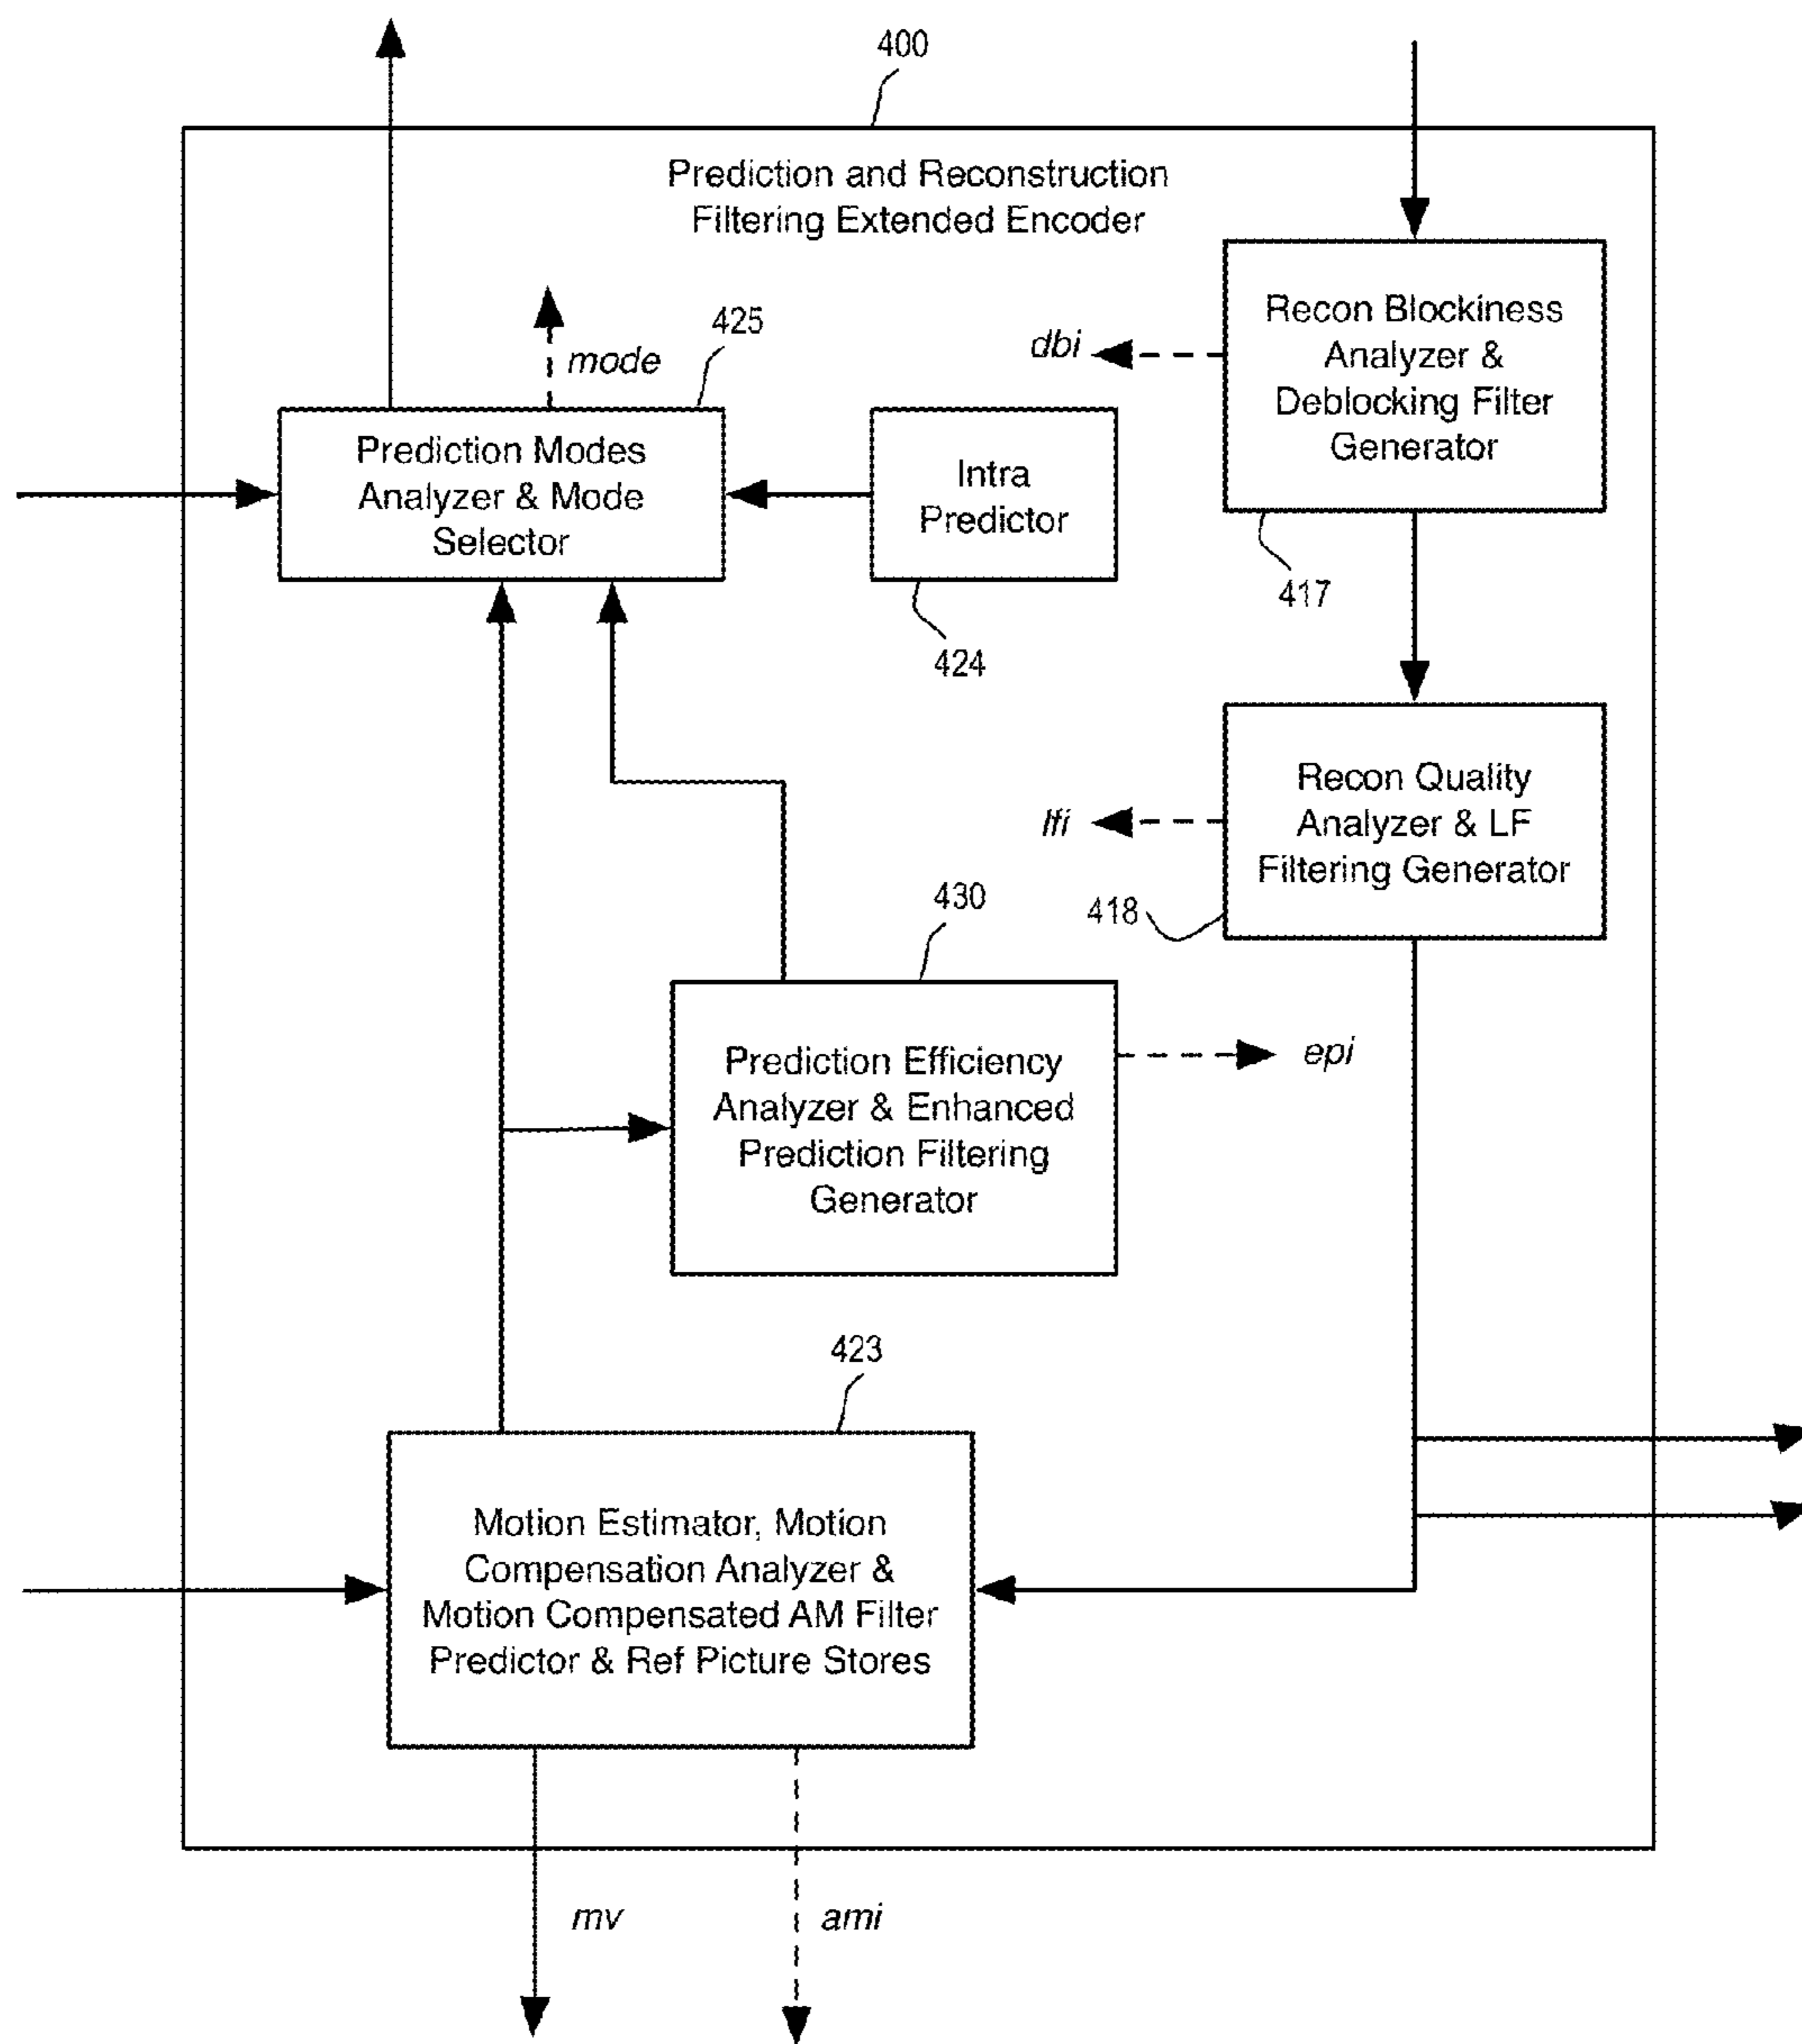 400
Prediction and Reconstruction
Filtering Extended Encoder
425
mode
dbi
Recon Blockiness
Analyzer &
Deblocking Filter
Generator
Prediction Modes
Analyzer & Mode
Selector
Intra
Predictor
417
424
Recon Quality
Analyzer & LF
Filtering Generator
lfi
418
430
Prediction Efficiency
Analyzer & Enhanced
Prediction Filtering
Generator
epi
423
Motion Estimator, Motion
Compensation Analyzer &
Motion Compensated AM Filter
Predictor & Ref Picture Stores
mv
ami